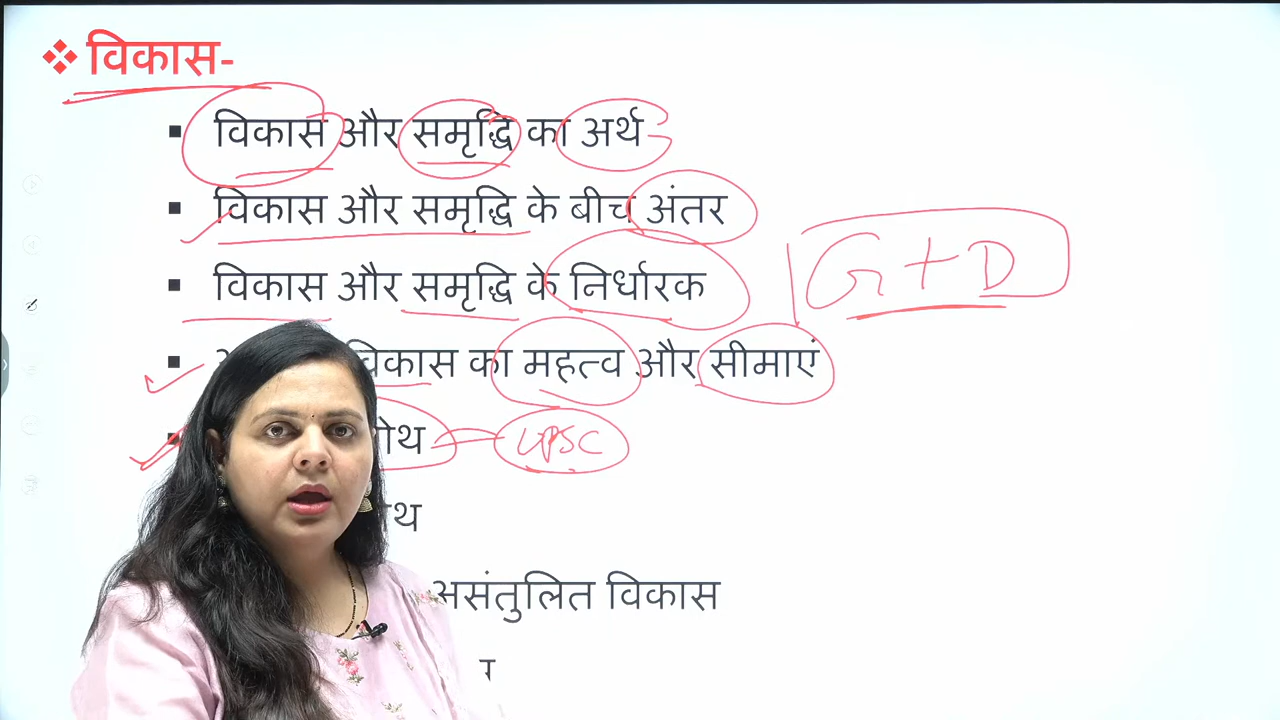 ❖ विकास-
▪ विकास और समृद्धि का अर्थ
▪ विकास और समृद्धि के बीच अंतर
▪ विकास और समृद्धि के निर्धारक
G+D
▪ विकास का महत्व और सीमाएं
UPSC
असंतुलित विकास